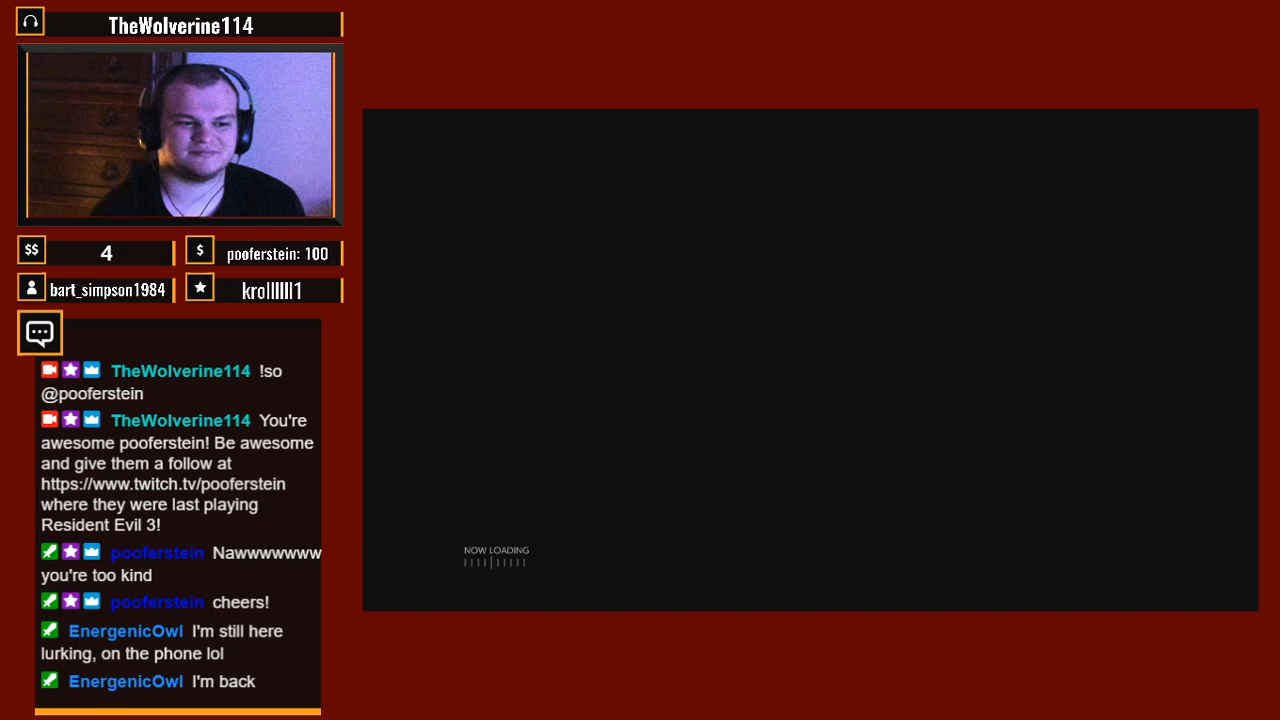 TheWolverine114
$$
4
$
pooferstein: 100
bart_simpson1984
krollllll1
TheWolverine114 !so
@pooferstein
TheWolverine114 You're
awesome pooferstein! Be awesome
and give them a follow at
https://www.twitch.tv/pooferstein
where they were last playing
Resident Evil 3!
pooferstein Nawwwwwww
you're too kind
pooferstein cheers!
EnergenicOwl I'm still here
lurking, on the phone lol
EnergenicOwl I'm back
NOW LOADING